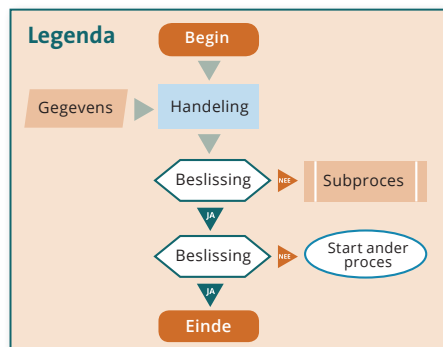 Legenda
Begin
Gegevens
Handeling
Beslissing
NEE
Subproces
JA
Beslissing
NEE
Start ander
proces
JA
Einde